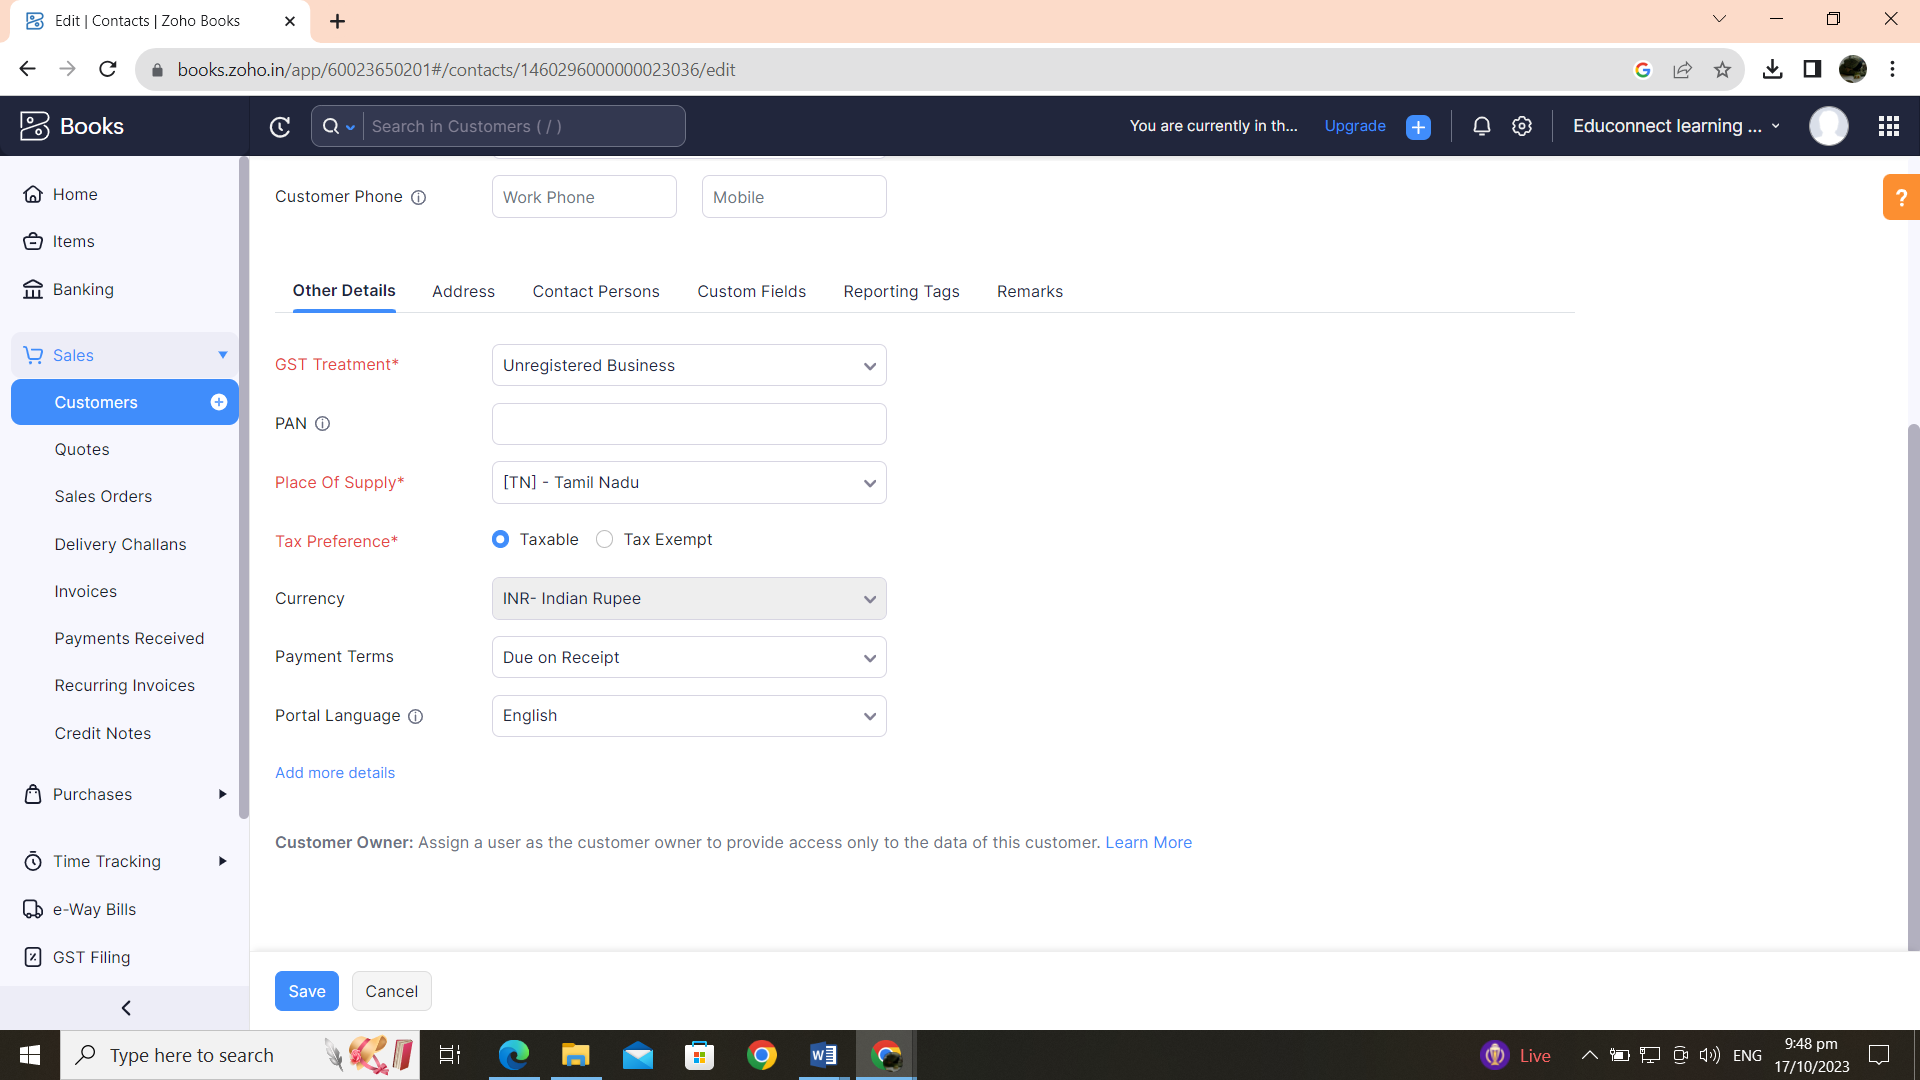 Edit | Contacts | Zoho Books
books.zoho.in/app/60023650201#/contacts/1460296000000023036/edit
Books
Search in Customers ( / )
You are currently in th...
Upgrade
Educonnect learning ...
Home
Items
Banking
Sales
Customers
Quotes
Sales Orders
Delivery Challans
Invoices
Payments Received
Recurring Invoices
Credit Notes
Purchases
Time Tracking
e-Way Bills
GST Filing
Customer Phone
Work Phone
Mobile
?
Other Details
Address
Contact Persons
Custom Fields
Reporting Tags
Remarks
GST Treatment*
Unregistered Business
PAN
Place Of Supply*
[TN] - Tamil Nadu
Tax Preference*
Taxable
Tax Exempt
Currency
INR- Indian Rupee
Payment Terms
Due on Receipt
Portal Language
English
Add more details
Customer Owner: Assign a user as the customer owner to provide access only to the data of this customer. Learn More
Save
Cancel
Type here to search
Live
ENG
9:48 pm
17/10/2023